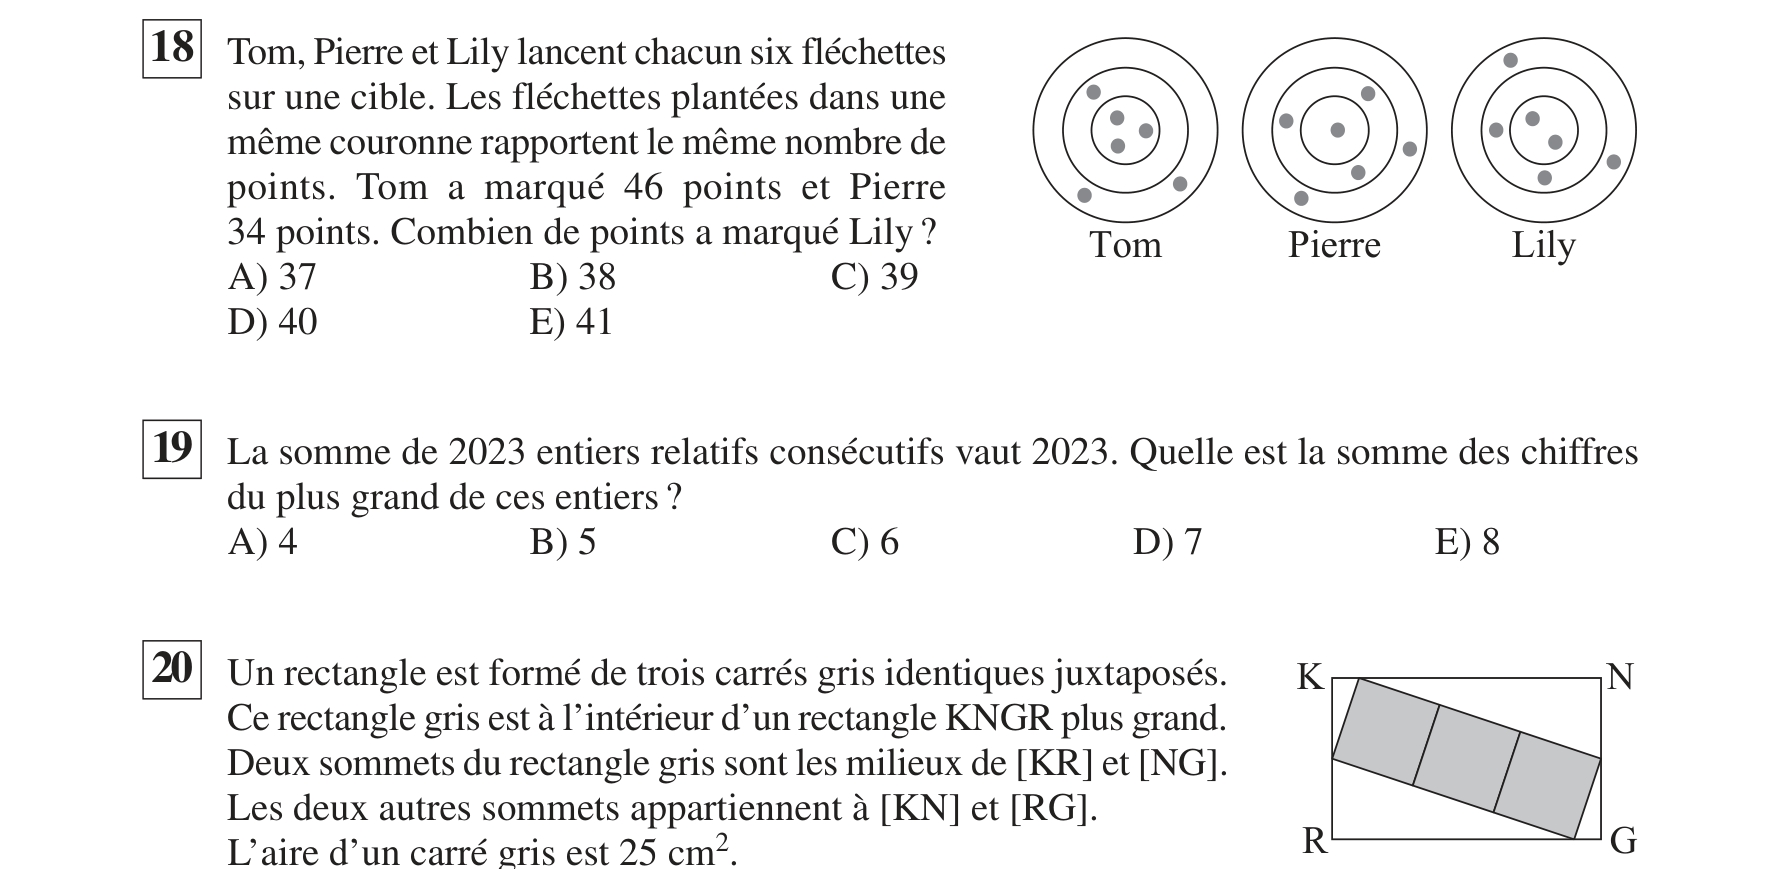 18 Tom, Pierre et Lily lancent chacun six fléchettes
sur une cible. Les fléchettes plantées dans une
même couronne rapportent le même nombre de
points. Tom a marqué 46 points et Pierre
34 points. Combien de points a marqué Lily ?
A) 37 B) 38 C) 39
D) 40 E) 41
Tom Pierre Lily
19 La somme de 2023 entiers relatifs consécutifs vaut 2023. Quelle est la somme des chiffres
du plus grand de ces entiers ?
A) 4 B) 5 C) 6 D) 7 E) 8
20 Un rectangle est formé de trois carrés gris identiques juxtaposés.
Ce rectangle gris est à l’intérieur d’un rectangle KNGR plus grand.
Deux sommets du rectangle gris sont les milieux de [KR] et [NG].
Les deux autres sommets appartiennent à [KN] et [RG].
L’aire d’un carré gris est 25 cm².
K N
R G